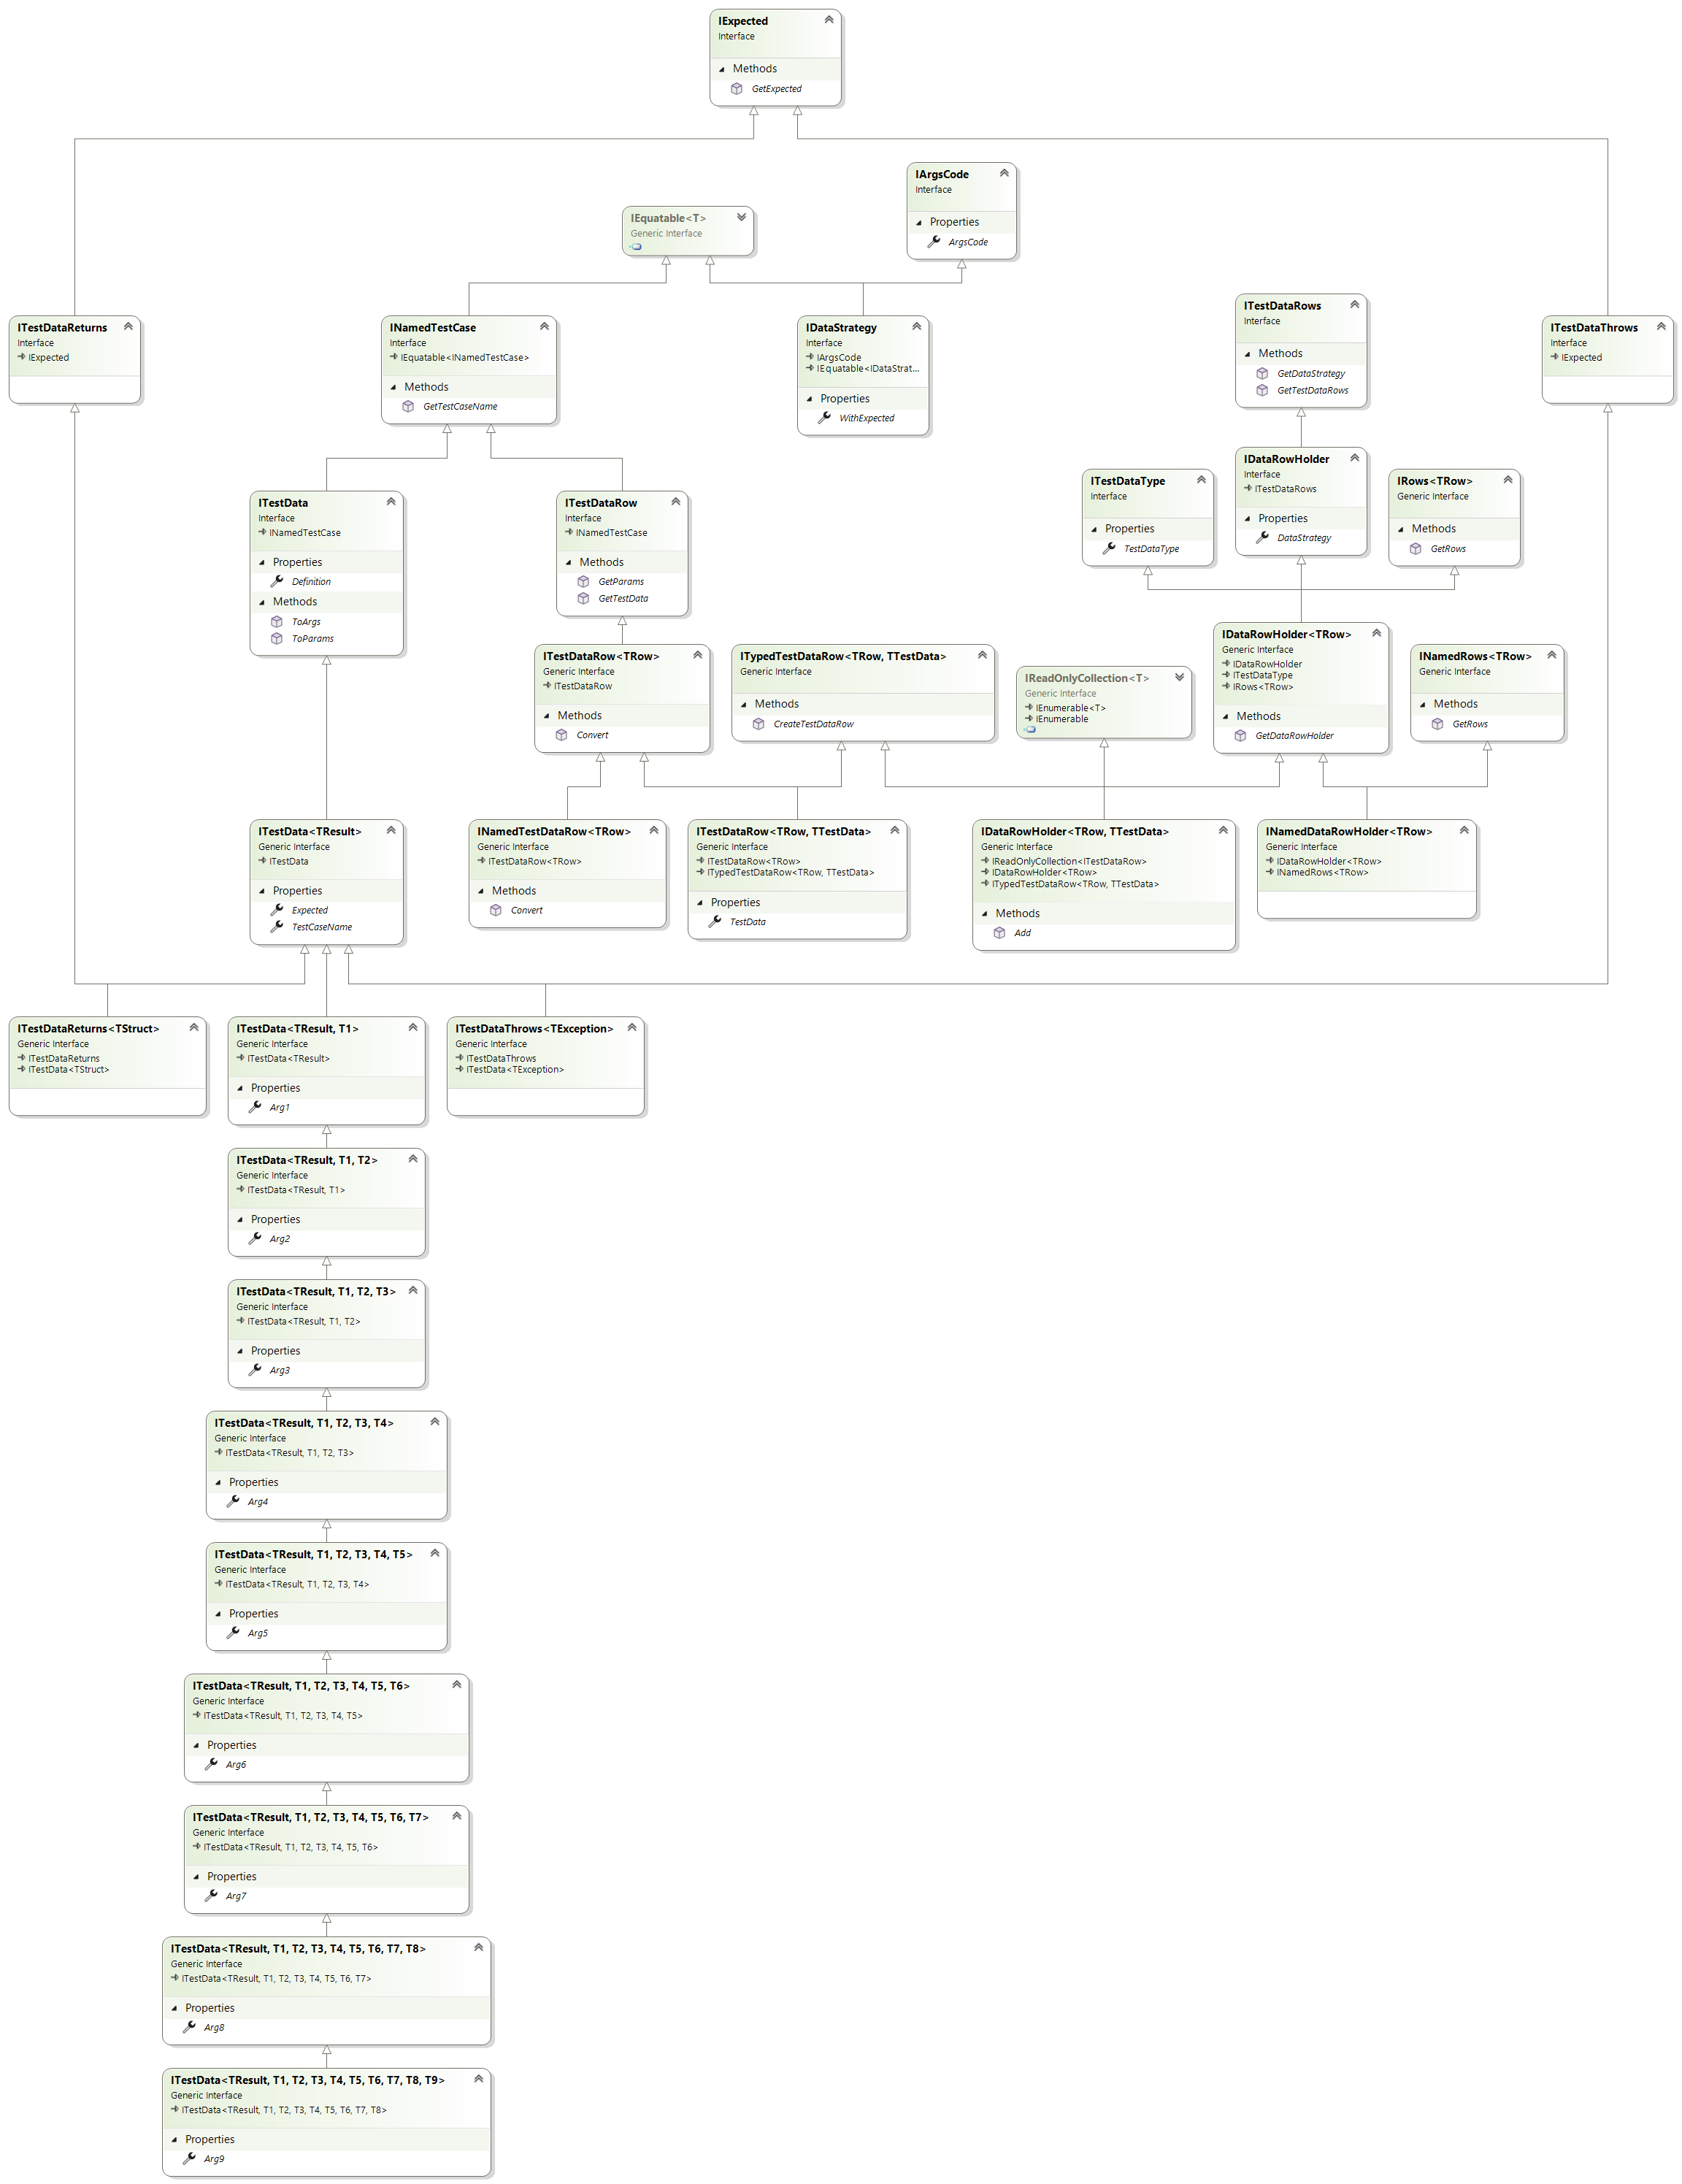 IExpected
Interface
Methods
GetExpected
IArgsCode
Interface
Properties
ArgsCode
IEquatable<T>
Generic Interface
ITestDataReturns
Interface
IExpected
INamedTestCase
Interface
IEquatable<INamedTestCase>
Methods
GetTestCaseName
IDataStrategy
Interface
IArgsCode
IEquatable<IDataStrat...
Properties
WithExpected
ITestDataRows
Interface
Methods
GetDataStrategy
GetTestDataRows
ITestDataThrows
Interface
IExpected
ITestData
Interface
INamedTestCase
Properties
Definition
Methods
ToArgs
ToParams
ITestDataRow
Interface
INamedTestCase
Methods
GetParams
GetTestData
ITestDataType
Interface
Properties
TestDataType
IDataRowHolder
Interface
ITestDataRows
Properties
DataStrategy
IRows<TRow>
Generic Interface
Methods
GetRows
ITestDataRow<TRow>
Generic Interface
ITestDataRow
Methods
Convert
ITypedTestDataRow<TRow, TTestData>
Generic Interface
Methods
CreateTestDataRow
IReadOnlyCollection<T>
Generic Interface
IEnumerable<T>
IEnumerable
IDataRowHolder<TRow>
Generic Interface
IDataRowHolder
ITestDataType
IRows<TRow>
Methods
GetDataRowHolder
INamedRows<TRow>
Generic Interface
Methods
GetRows
ITestData<TResult>
Generic Interface
ITestData
Properties
Expected
TestCaseName
INamedTestDataRow<TRow>
Generic Interface
ITestDataRow<TRow>
Methods
Convert
ITestDataRow<TRow, TTestData>
Generic Interface
ITestDataRow<TRow>
ITypedTestDataRow<TRow, TTestData>
Properties
TestData
IDataRowHolder<TRow, TTestData>
Generic Interface
IReadOnlyCollection<ITestDataRow>
IDataRowHolder<TRow>
ITypedTestDataRow<TRow, TTestData>
Methods
Add
INamedDataRowHolder<TRow>
Generic Interface
IDataRowHolder<TRow>
INamedRows<TRow>
ITestDataReturns<TStruct>
Generic Interface
ITestDataReturns
ITestData<TStruct>
ITestData<TResult, T1>
Generic Interface
ITestData<TResult>
Properties
Arg1
ITestDataThrows<TException>
Generic Interface
ITestDataThrows
ITestData<TException>
ITestData<TResult, T1, T2>
Generic Interface
ITestData<TResult, T1>
Properties
Arg2
ITestData<TResult, T1, T2, T3>
Generic Interface
ITestData<TResult, T1, T2>
Properties
Arg3
ITestData<TResult, T1, T2, T3, T4>
Generic Interface
ITestData<TResult, T1, T2, T3>
Properties
Arg4
ITestData<TResult, T1, T2, T3, T4, T5>
Generic Interface
ITestData<TResult, T1, T2, T3, T4>
Properties
Arg5
ITestData<TResult, T1, T2, T3, T4, T5, T6>
Generic Interface
ITestData<TResult, T1, T2, T3, T4, T5>
Properties
Arg6
ITestData<TResult, T1, T2, T3, T4, T5, T6, T7>
Generic Interface
ITestData<TResult, T1, T2, T3, T4, T5, T6>
Properties
Arg7
ITestData<TResult, T1, T2, T3, T4, T5, T6, T7, T8>
Generic Interface
ITestData<TResult, T1, T2, T3, T4, T5, T6, T7>
Properties
Arg8
ITestData<TResult, T1, T2, T3, T4, T5, T6, T7, T8, T9>
Generic Interface
ITestData<TResult, T1, T2, T3, T4, T5, T6, T7, T8>
Properties
Arg9